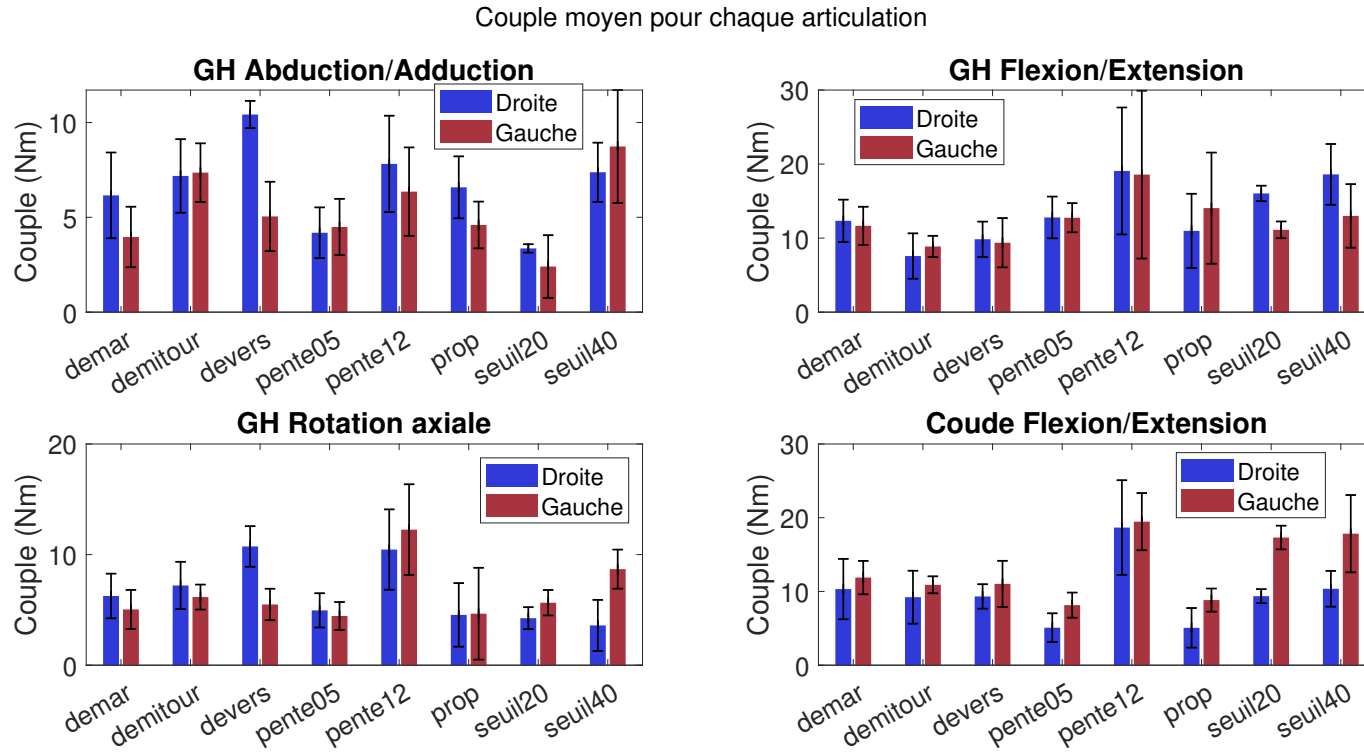 Couple moyen pour chaque articulation
GH Abduction/Adduction
Couple (Nm)
10
5
0
Droite
Gauche
demar
demitour
devers
pente05
pente12
prop
seuil20
seuil40
GH Flexion/Extension
Couple (Nm)
30
20
10
0
Droite
Gauche
demar
demitour
devers
pente05
pente12
prop
seuil20
seuil40
GH Rotation axiale
Couple (Nm)
20
10
0
Droite
Gauche
demar
demitour
devers
pente05
pente12
prop
seuil20
seuil40
Coude Flexion/Extension
Couple (Nm)
30
20
10
0
Droite
Gauche
demar
demitour
devers
pente05
pente12
prop
seuil20
seuil40